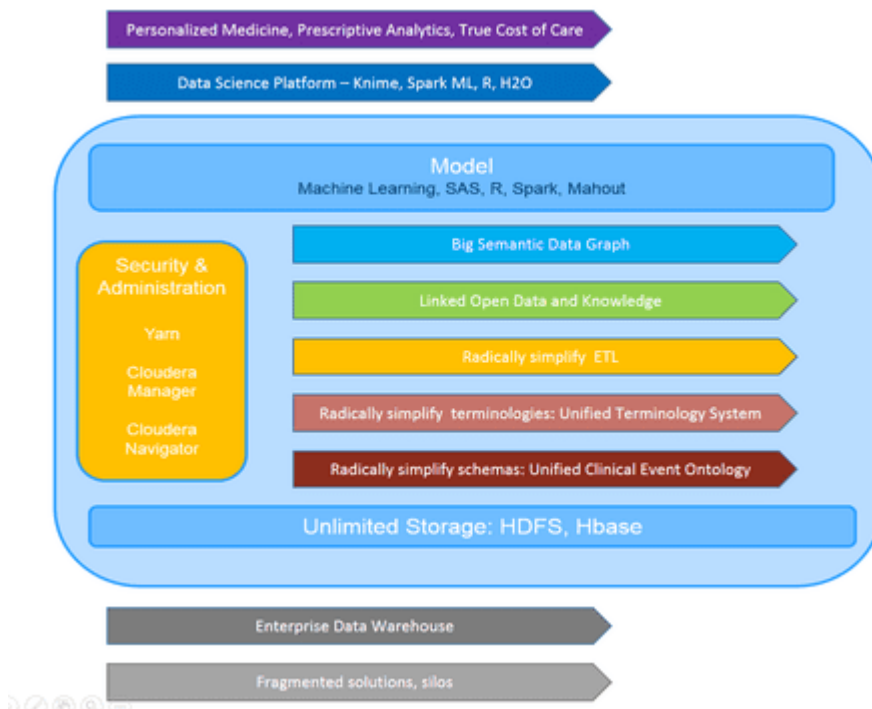 Personalized Medicine, Prescriptive Analytics, True Cost of Care
Data Science Platform – Knime, Spark ML, R, H2O
Model
Machine Learning, SAS, R, Spark, Mahout
Security &
Administration
Yarn
Cloudera
Manager
Cloudera
Navigator
Big Semantic Data Graph
Linked Open Data and Knowledge
Radically simplify ETL
Radically simplify terminologies: Unified Terminology System
Radically simplify schemas: Unified Clinical Event Ontology
Unlimited Storage: HDFS, Hbase
Enterprise Data Warehouse
Fragmented solutions, silos